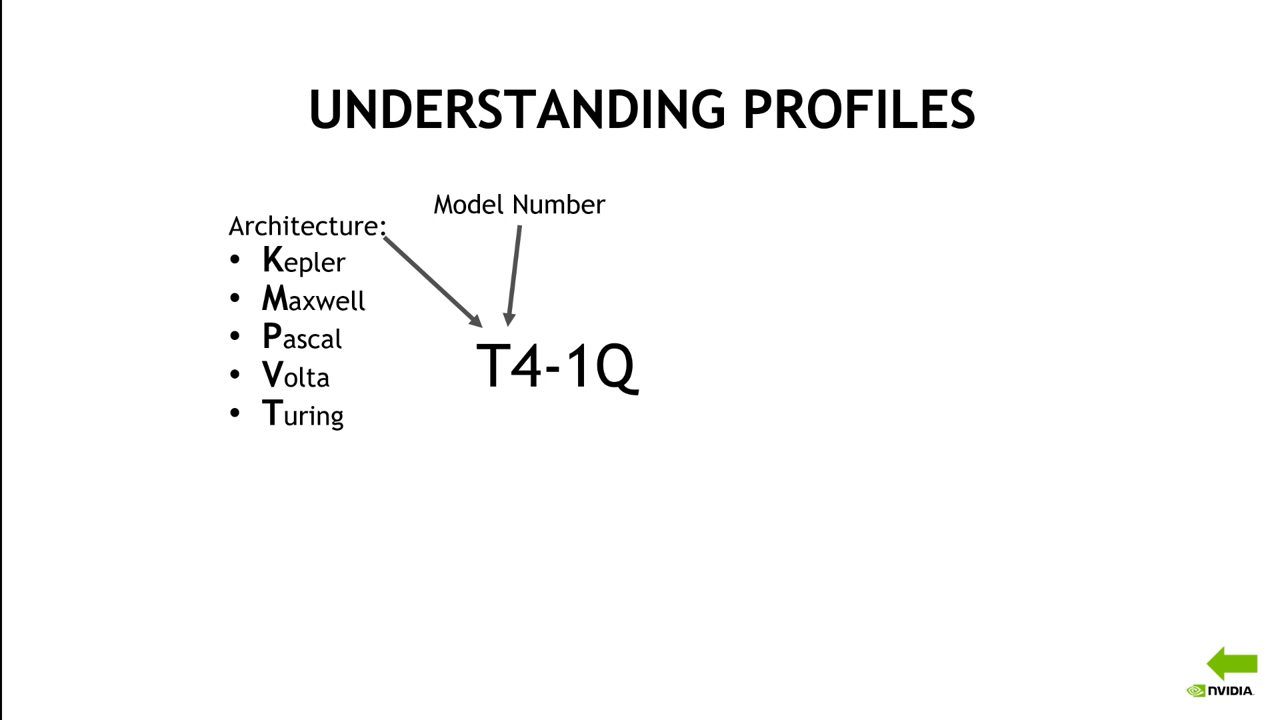 UNDERSTANDING PROFILES
Model Number
Architecture:
• Kepler
• Maxwell
• Pascal
• Volta
• Turing
T4-1Q
NVIDIA